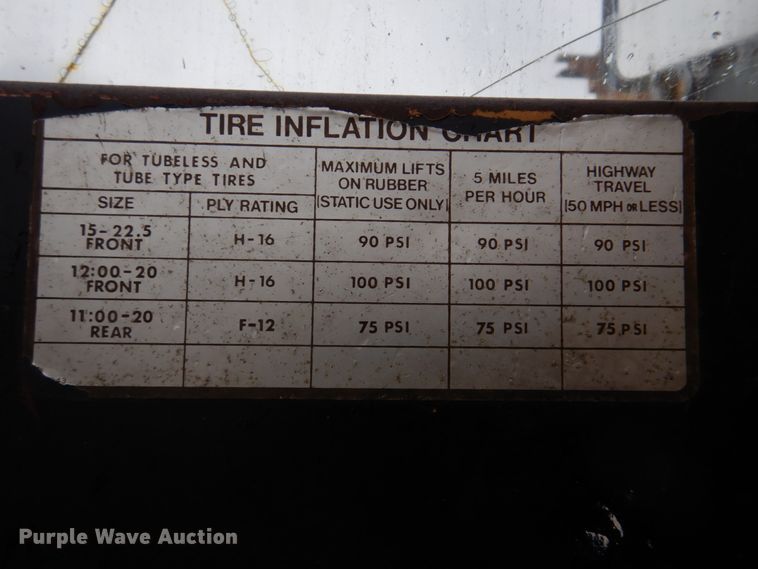 TIRE INFLATION CHART
FOR TUBELESS AND
TUBE TYPE TIRES
MAXIMUM LIFTS
ON RUBBER
(STATIC USE ONLY)
5 MILES
PER HOUR
HIGHWAY
TRAVEL
(50 MPH OR LESS)
SIZE
PLY RATING
15-22.5
FRONT
H-16
90 PSI
90 PSI
90 PSI
12:00-20
FRONT
H-16
100 PSI
100 PSI
100 PSI
11:00-20
REAR
F-12
75 PSI
75 PSI
75 PSI
Purple Wave Auction